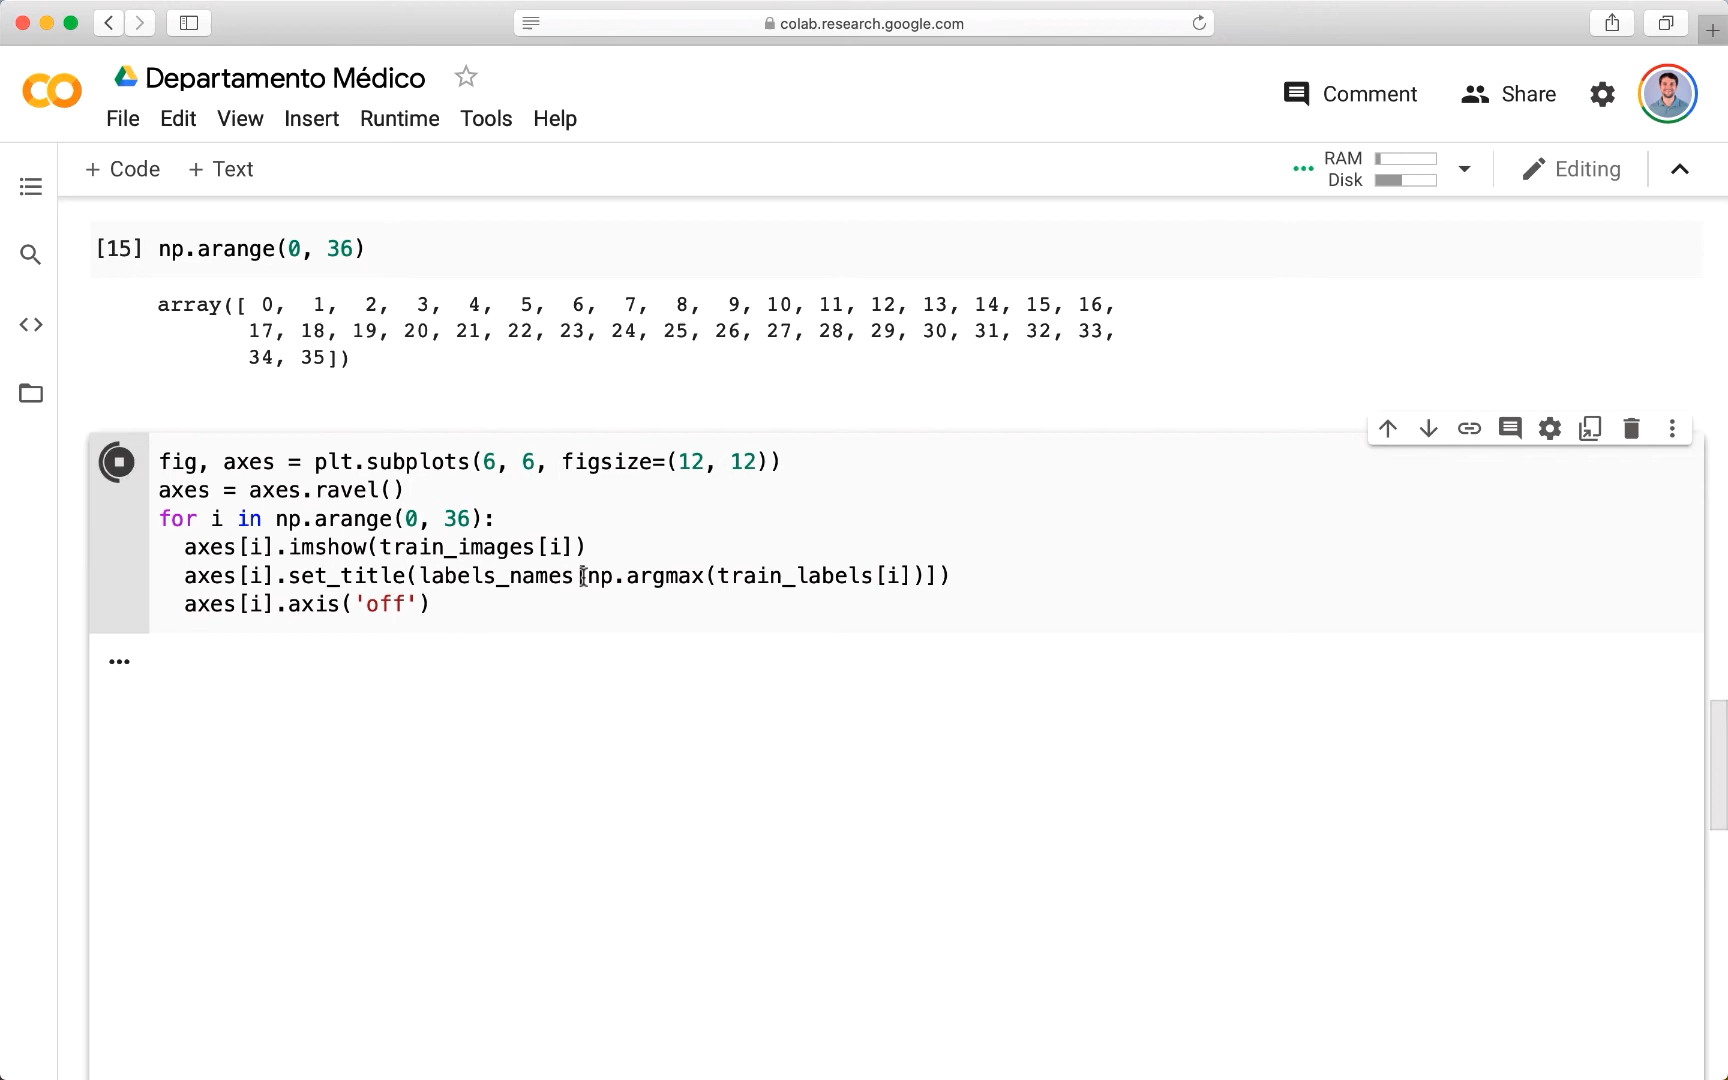 colab.research.google.com
Departamento Médico
File Edit View Insert Runtime Tools Help
Comment Share
+ Code + Text
RAM
Disk
Editing
[15] np.arange(0, 36)
array([ 0, 1, 2, 3, 4, 5, 6, 7, 8, 9, 10, 11, 12, 13, 14, 15, 16,
17, 18, 19, 20, 21, 22, 23, 24, 25, 26, 27, 28, 29, 30, 31, 32, 33,
34, 35])
fig, axes = plt.subplots(6, 6, figsize=(12, 12))
axes = axes.ravel()
for i in np.arange(0, 36):
axes[i].imshow(train_images[i])
axes[i].set_title(labels_names[np.argmax(train_labels[i])])
axes[i].axis('off')